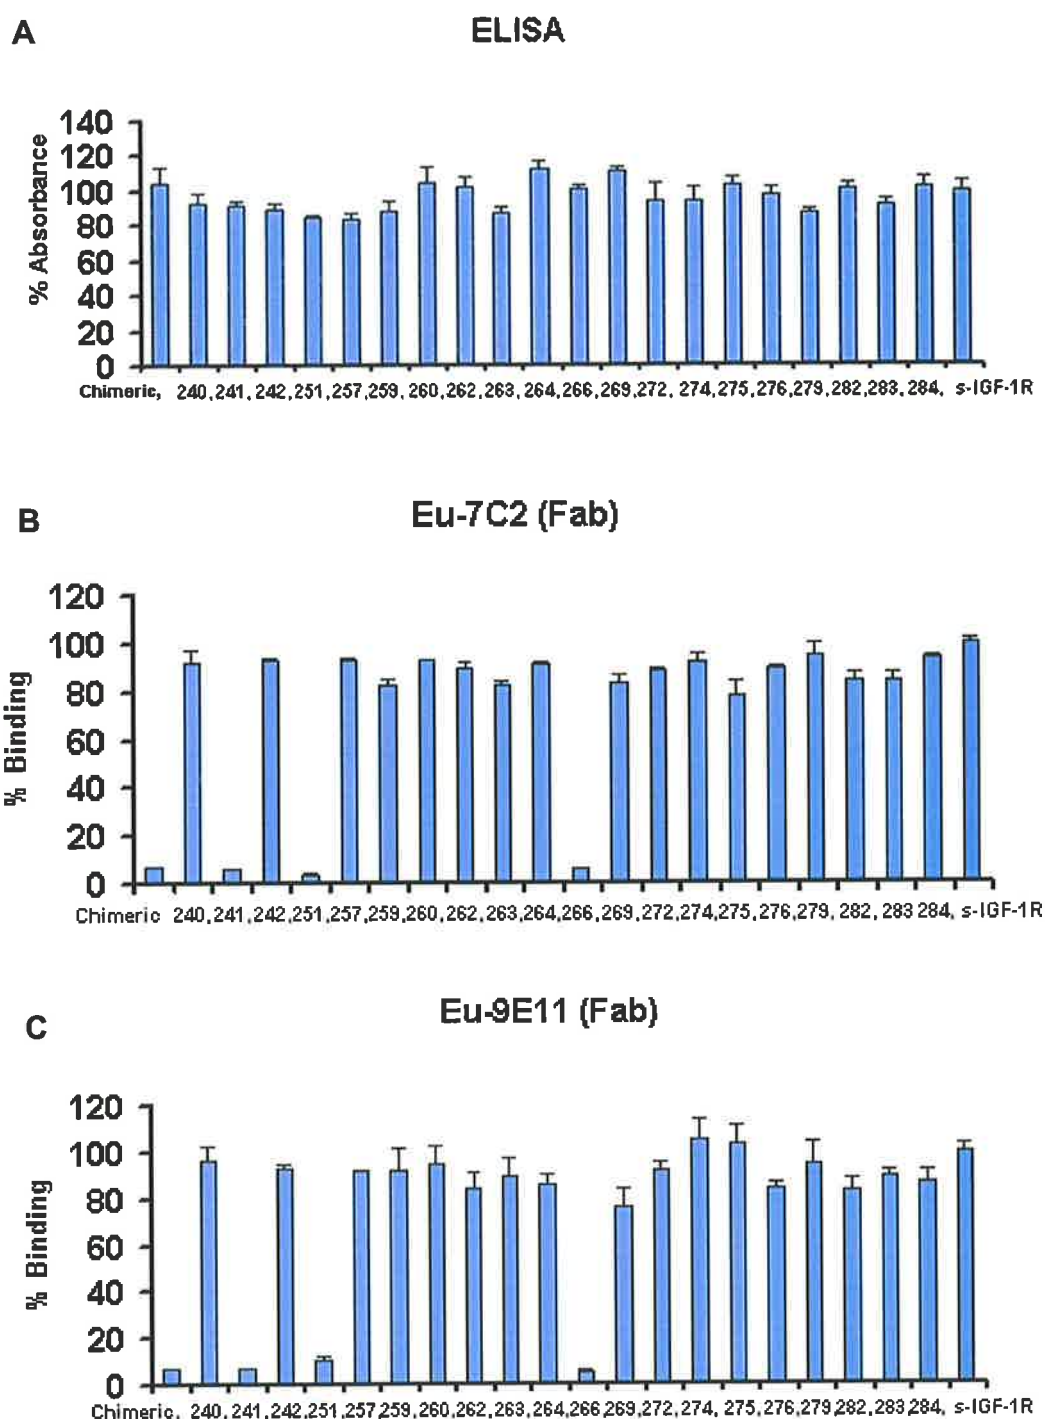 A
ELISA
% Absorbance
140
120
100
80
60
40
20
0
Chimeric, 240,241,242,251,257,259,260,262,263,264,266,269,272,274,275,276,279,282,283,284, s-IGF-1R
B
Eu-7C2 (Fab)
% Binding
120
100
80
60
40
20
0
Chimeric 240,241,242,251,257,259,260,262,263,264,266,269,272,274,275,276,279,282,283 284, s-IGF-1R
C
Eu-9E11 (Fab)
% Binding
120
100
80
60
40
20
0
Chimeric, 240,241,242,251,257,259,260,262,263,264,266,269,272,274,275,276,279,282,283,284, s-IGF-1R